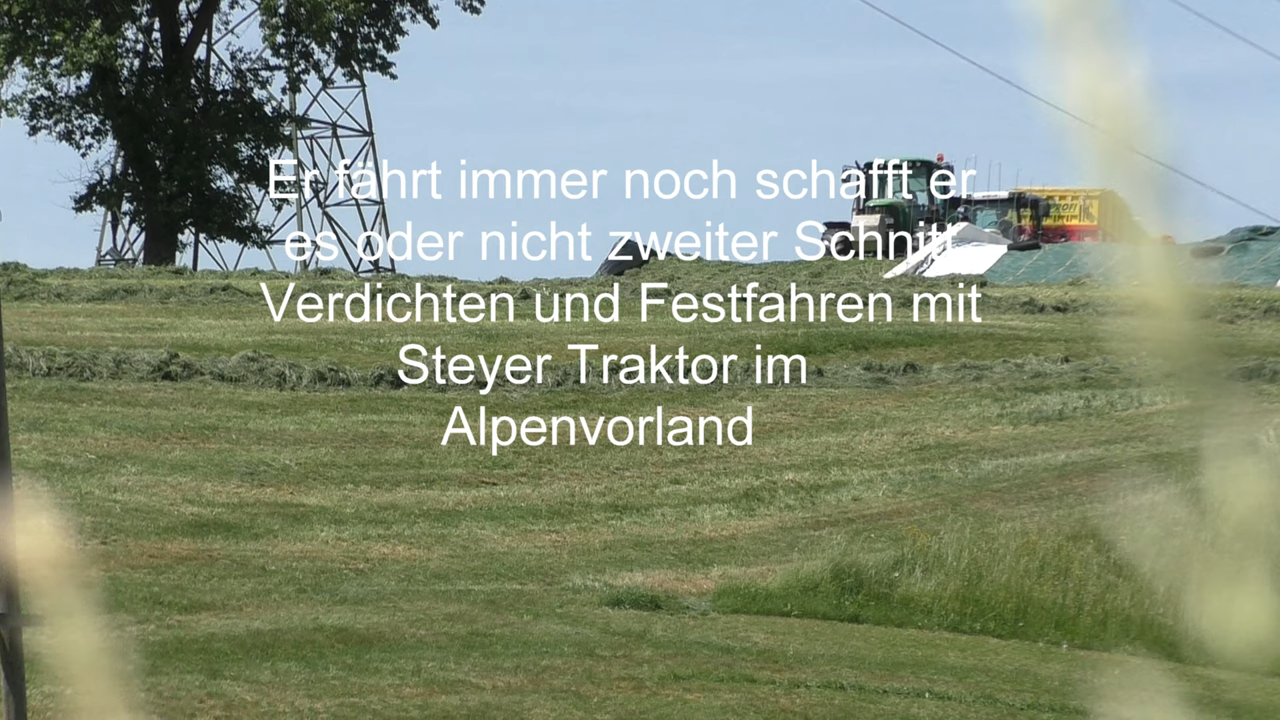 Er fährt immer noch schafft er
es oder nicht zweiter Schnitt
Verdichten und Festfahren mit
Steyer Traktor im
Alpenvorland
PROFI